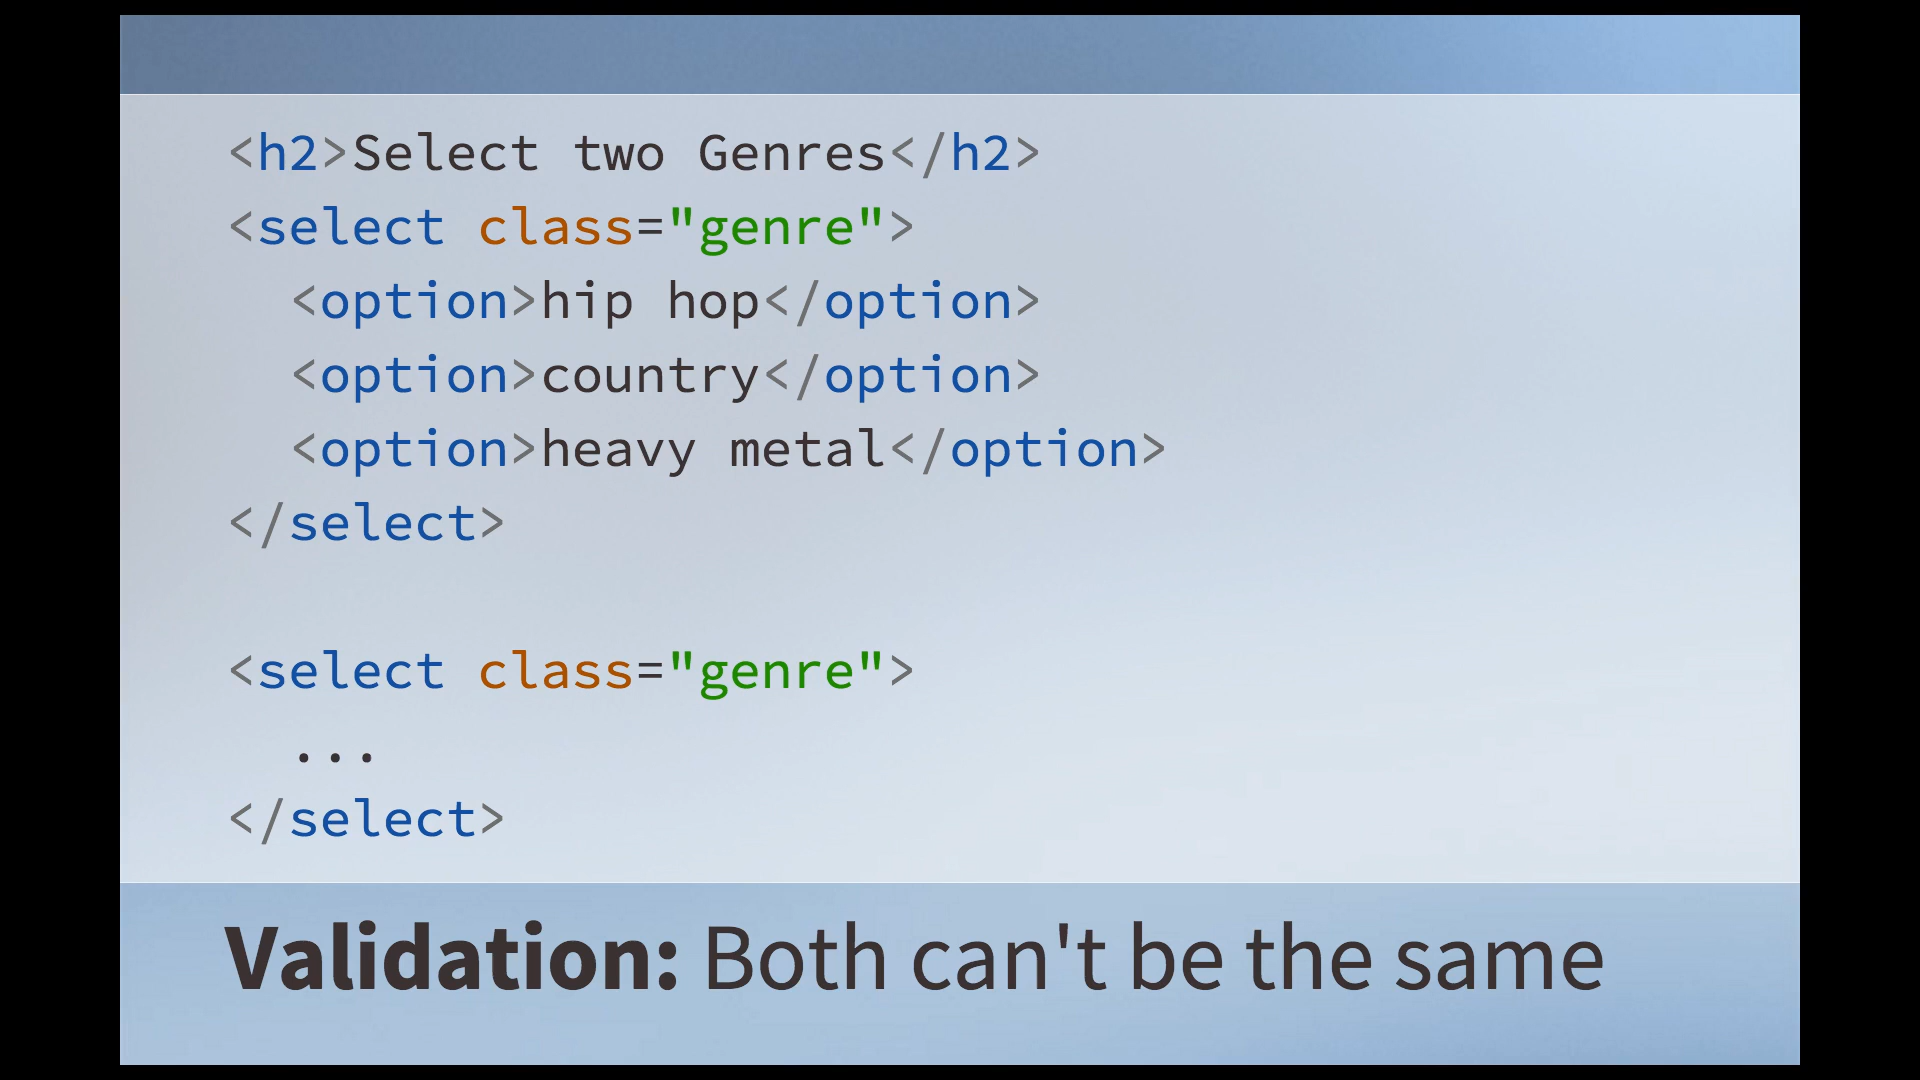 <h2>Select two Genres</h2>
<select class="genre">
  <option>hip hop</option>
  <option>country</option>
  <option>heavy metal</option>
</select>

<select class="genre">
  ...
</select>
Validation: Both can't be the same